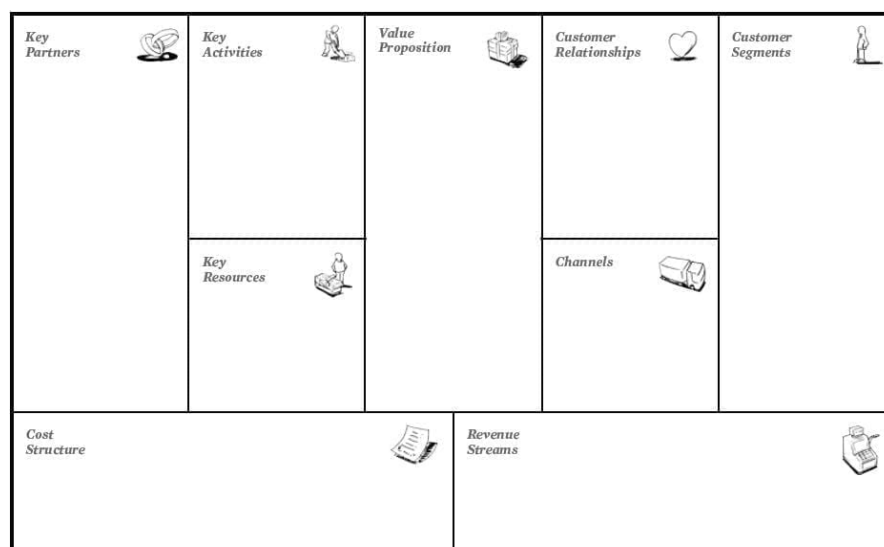 Key
Partners
Key
Activities
Value
Proposition
Customer
Relationships
Customer
Segments
Key
Resources
Channels
Cost
Structure
Revenue
Streams